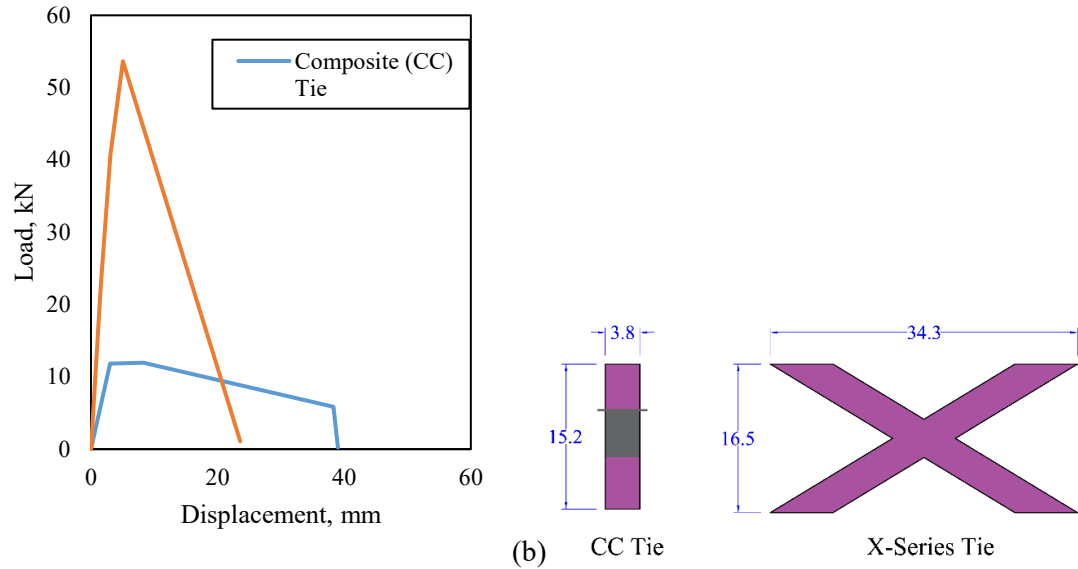 60
50
40
30
20
10
0
Load, kN
0
20
40
60
Displacement, mm
Composite (CC)
Tie
(b)
3.8
15.2
CC Tie
34.3
16.5
X-Series Tie